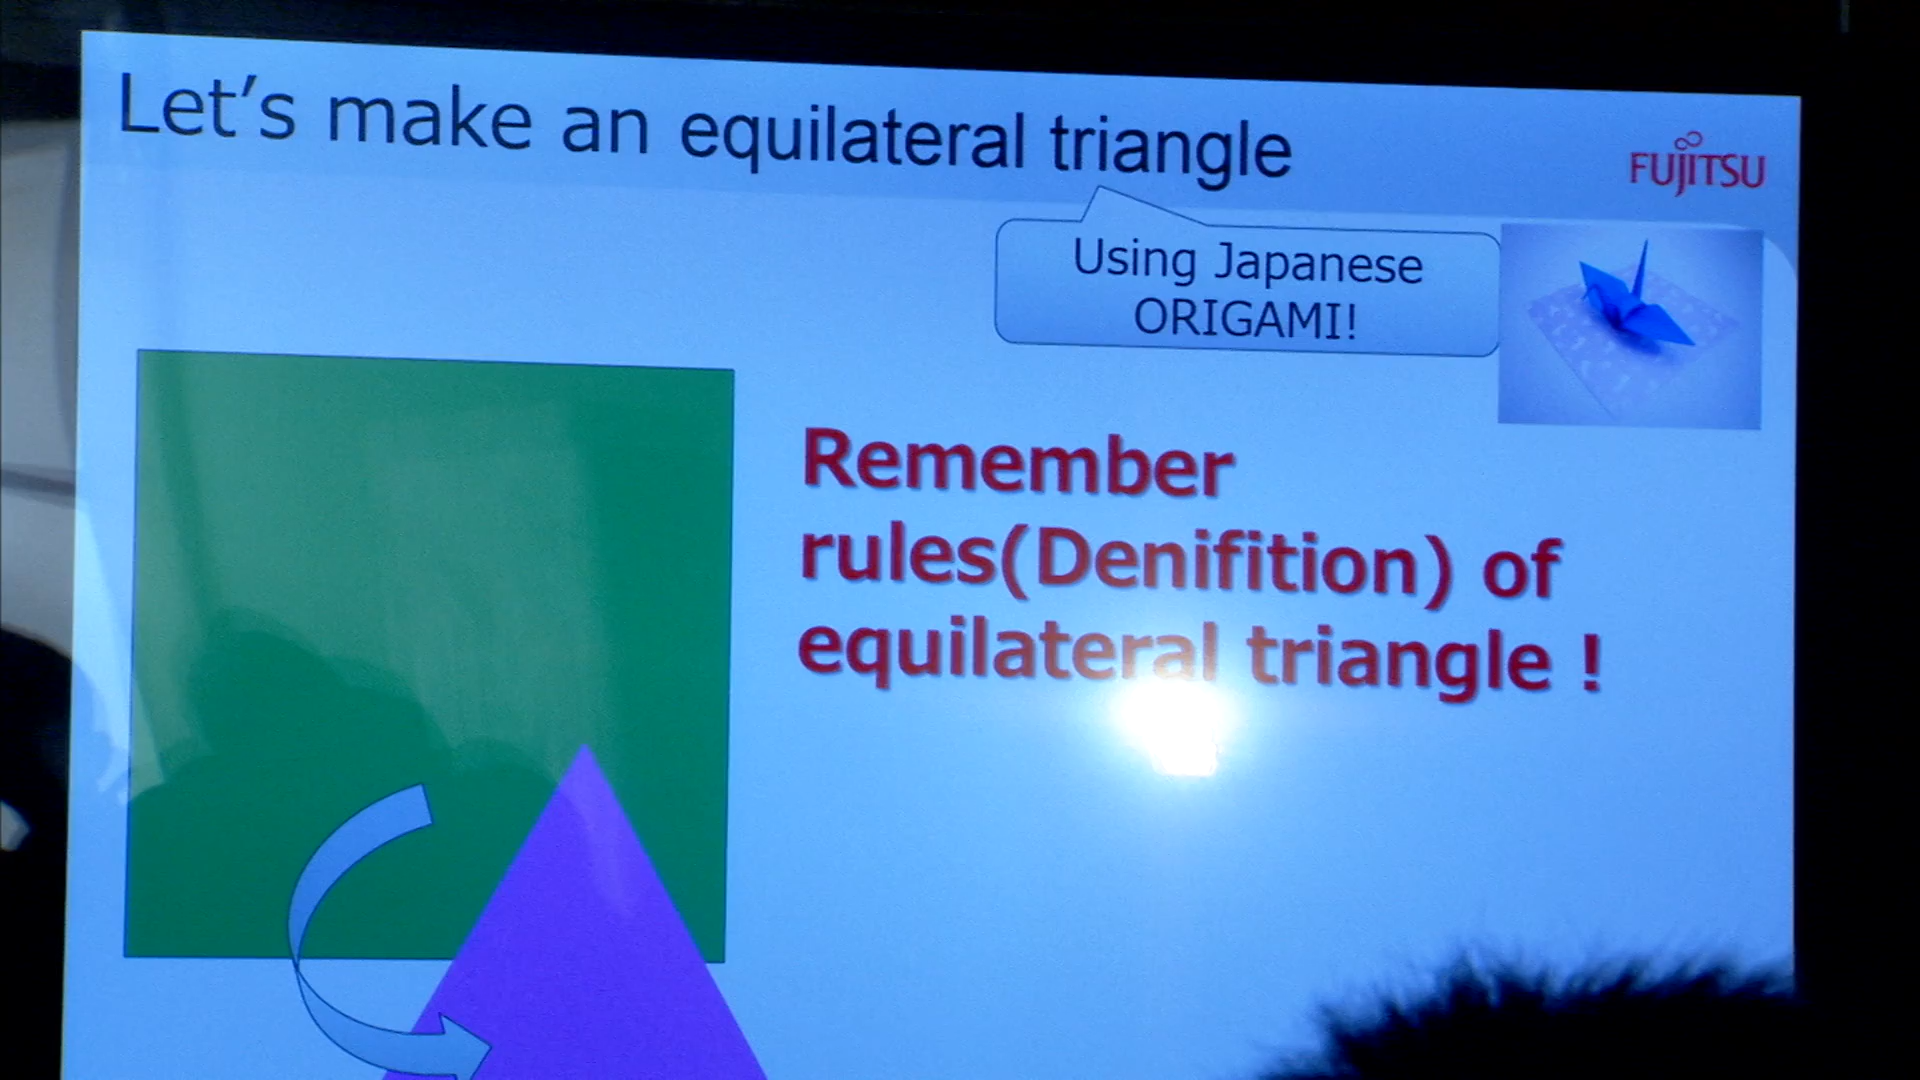 Let's make an equilateral triangle
FUJITSU
Using Japanese
ORIGAMI!
Remember
rules(Denifition) of
equilateral triangle !